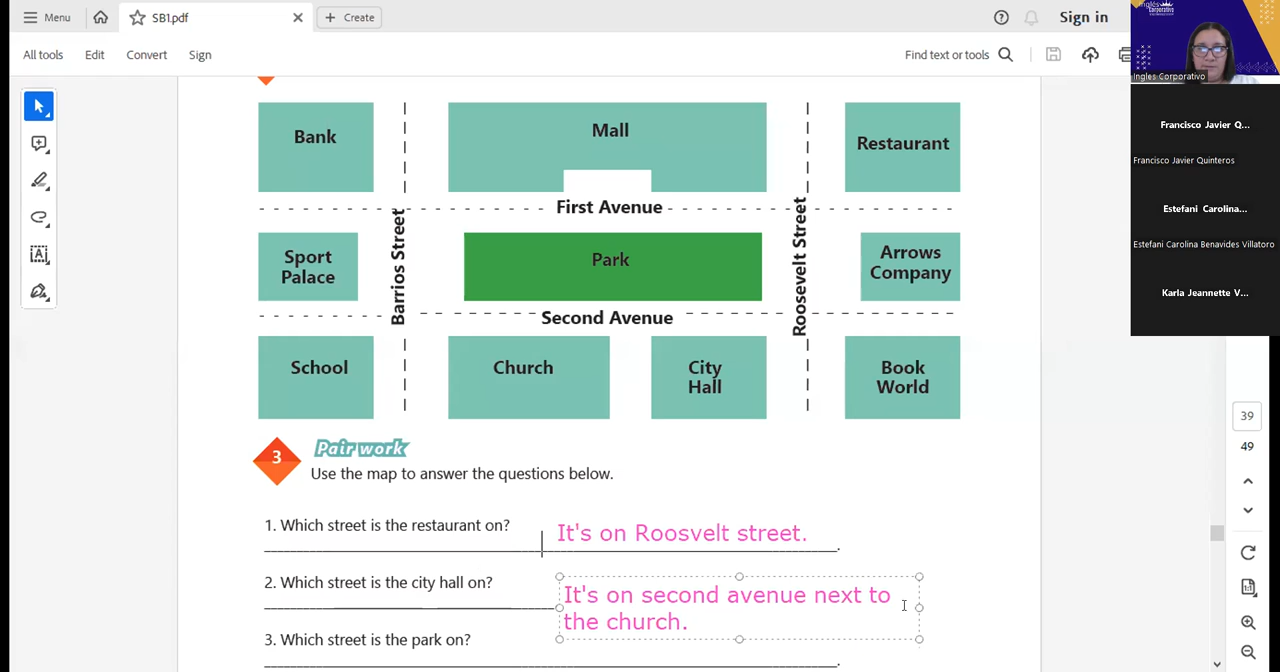 Menu
SB1.pdf
Create
Sign in
All tools
Edit
Convert
Sign
Find text or tools
Inglés
Corporativo
Ingles Corporativo
Francisco Javier Q...
Francisco Javier Quinteros
Estefani Carolina...
Estefani Carolina Benavides Villatoro
Karla Jeannette V...
Bank
Mall
Restaurant
First Avenue
Barrios Street
Roosevelt Street
Sport
Palace
Park
Arrows
Company
Second Avenue
School
Church
City
Hall
Book
World
39
49
3
Pair work
Use the map to answer the questions below.
1. Which street is the restaurant on?
It's on Roosvelt street.
2. Which street is the city hall on?
It's on second avenue next to
the church.
3. Which street is the park on?